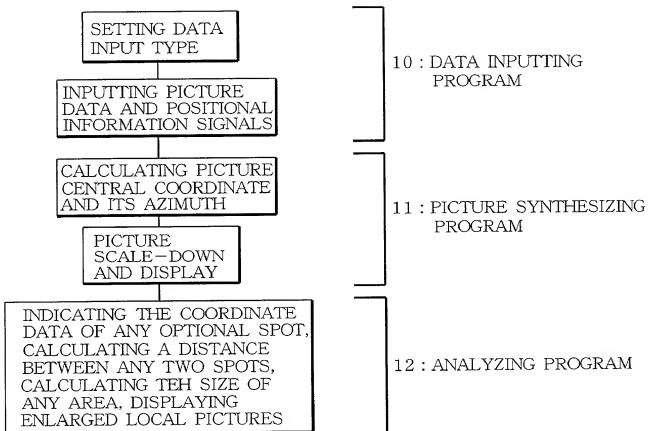 SETTING DATA
INPUT TYPE
10 : DATA INPUTTING
PROGRAM
INPUTTING PICTURE
DATA AND POSITIONAL
INFORMATION SIGNALS
CALCULATING PICTURE
CENTRAL COORDINATE
AND ITS AZIMUTH
11 : PICTURE SYNTHESIZING
PROGRAM
PICTURE
SCALE-DOWN
AND DISPLAY
INDICATING THE COORDINATE
DATA OF ANY OPTIONAL SPOT,
CALCULATING A DISTANCE
BETWEEN ANY TWO SPOTS,
CALCULATING TEH SIZE OF
ANY AREA, DISPLAYING
ENLARGED LOCAL PICTURES
12 : ANALYZING PROGRAM